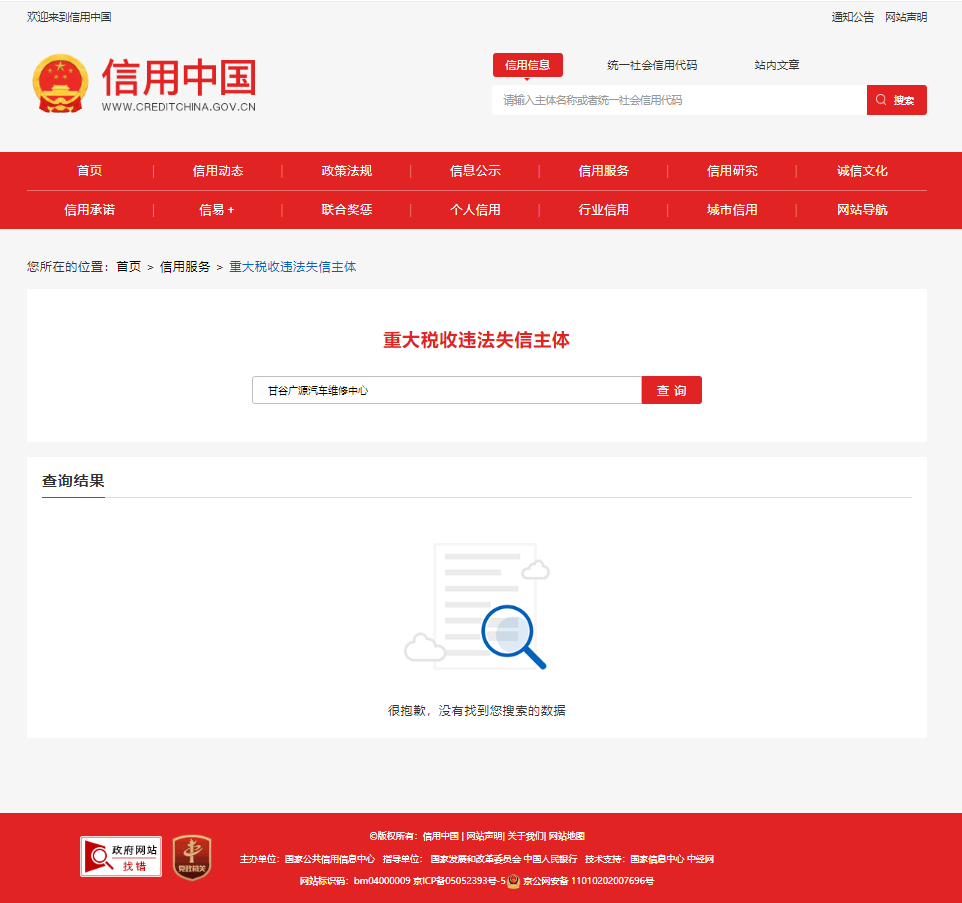 欢迎来到信用中国 通知公告 网站声明
信用中国
WWW.CREDITCHINA.GOV.CN
信用信息 统一社会信用代码 站内文章
请输入主体名称或者统一社会信用代码 搜索
首页 信用动态 政策法规 信息公示 信用服务 信用研究 诚信文化
信用承诺 信易+ 联合奖惩 个人信用 行业信用 城市信用 网站导航
您所在的位置：首页 > 信用服务 > 重大税收违法失信主体
重大税收违法失信主体
甘谷广源汽车维修中心 查 询
查询结果
很抱歉，没有找到您搜索的数据
©版权所有：信用中国 | 网站声明| 关于我们| 网站地图
政府网站
找错
党政机关
主办单位：国家公共信用信息中心 指导单位：国家发展和改革委员会 中国人民银行 技术支持：国家信息中心 中经网
网站标识码：bm04000009 京ICP备05052393号-5 京公网安备 11010202007696号